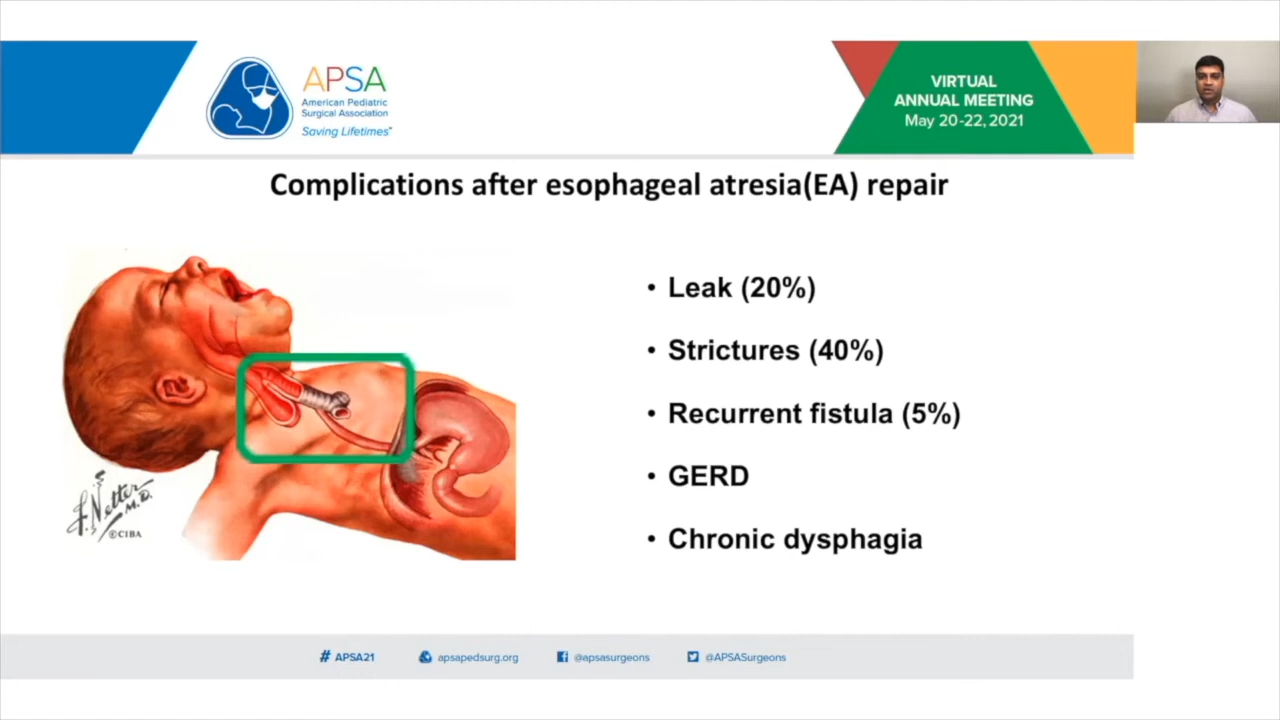 APSA
American Pediatric
Surgical Association
Saving Lifetimes"
VIRTUAL
ANNUAL MEETING
May 20-22, 2021
Complications after esophageal atresia(EA) repair
F. Netter
M.D.
©CIBA
• Leak (20%)
• Strictures (40%)
• Recurrent fistula (5%)
• GERD
• Chronic dysphagia
# APSA21
apsapedsurg.org
@apsasurgeons
@APSASurgeons